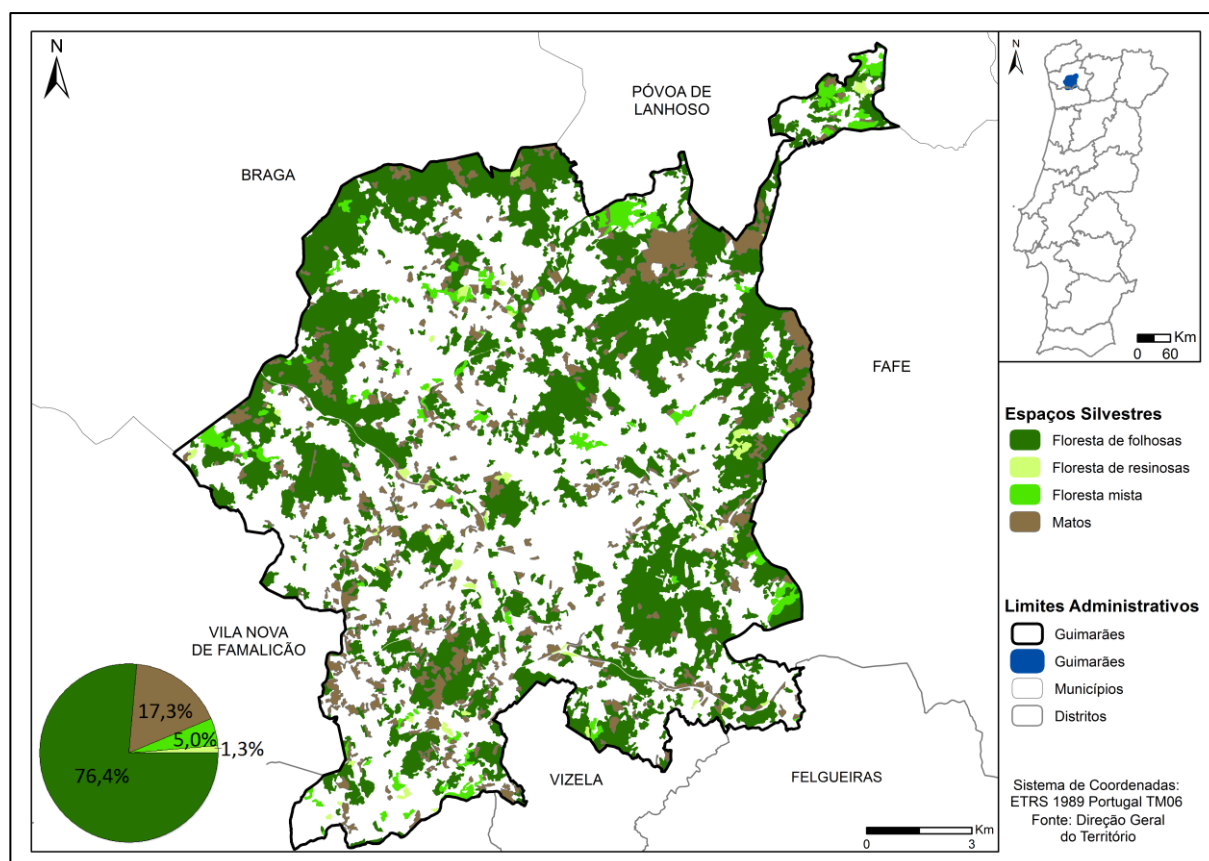 N
PÓVOA DE
LANHOSO
BRAGA
FAFE
VILA NOVA
DE FAMALICÃO
VIZELA
FELGUEIRAS
17,3%
5,0%
1,3%
76,4%
Km
0 3
N
Km
0 60
Espaços Silvestres
Floresta de folhosas
Floresta de resinosas
Floresta mista
Matos
Limites Administrativos
Guimarães
Guimarães
Municípios
Distritos
Sistema de Coordenadas:
ETRS 1989 Portugal TM06
Fonte: Direção Geral
do Território